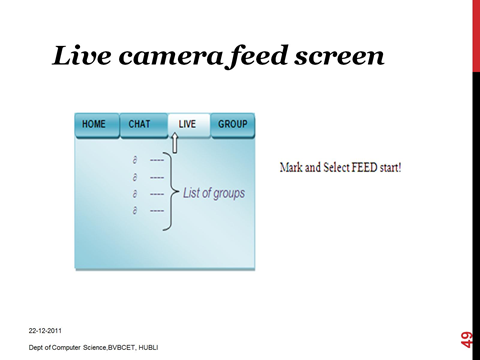 Live camera feed screen
HOME CHAT LIVE GROUP
∂ ----
∂ ----
∂ ----
∂ ----
List of groups
Mark and Select FEED start!
22-12-2011
Dept of Computer Science,BVBCET, HUBLI
49